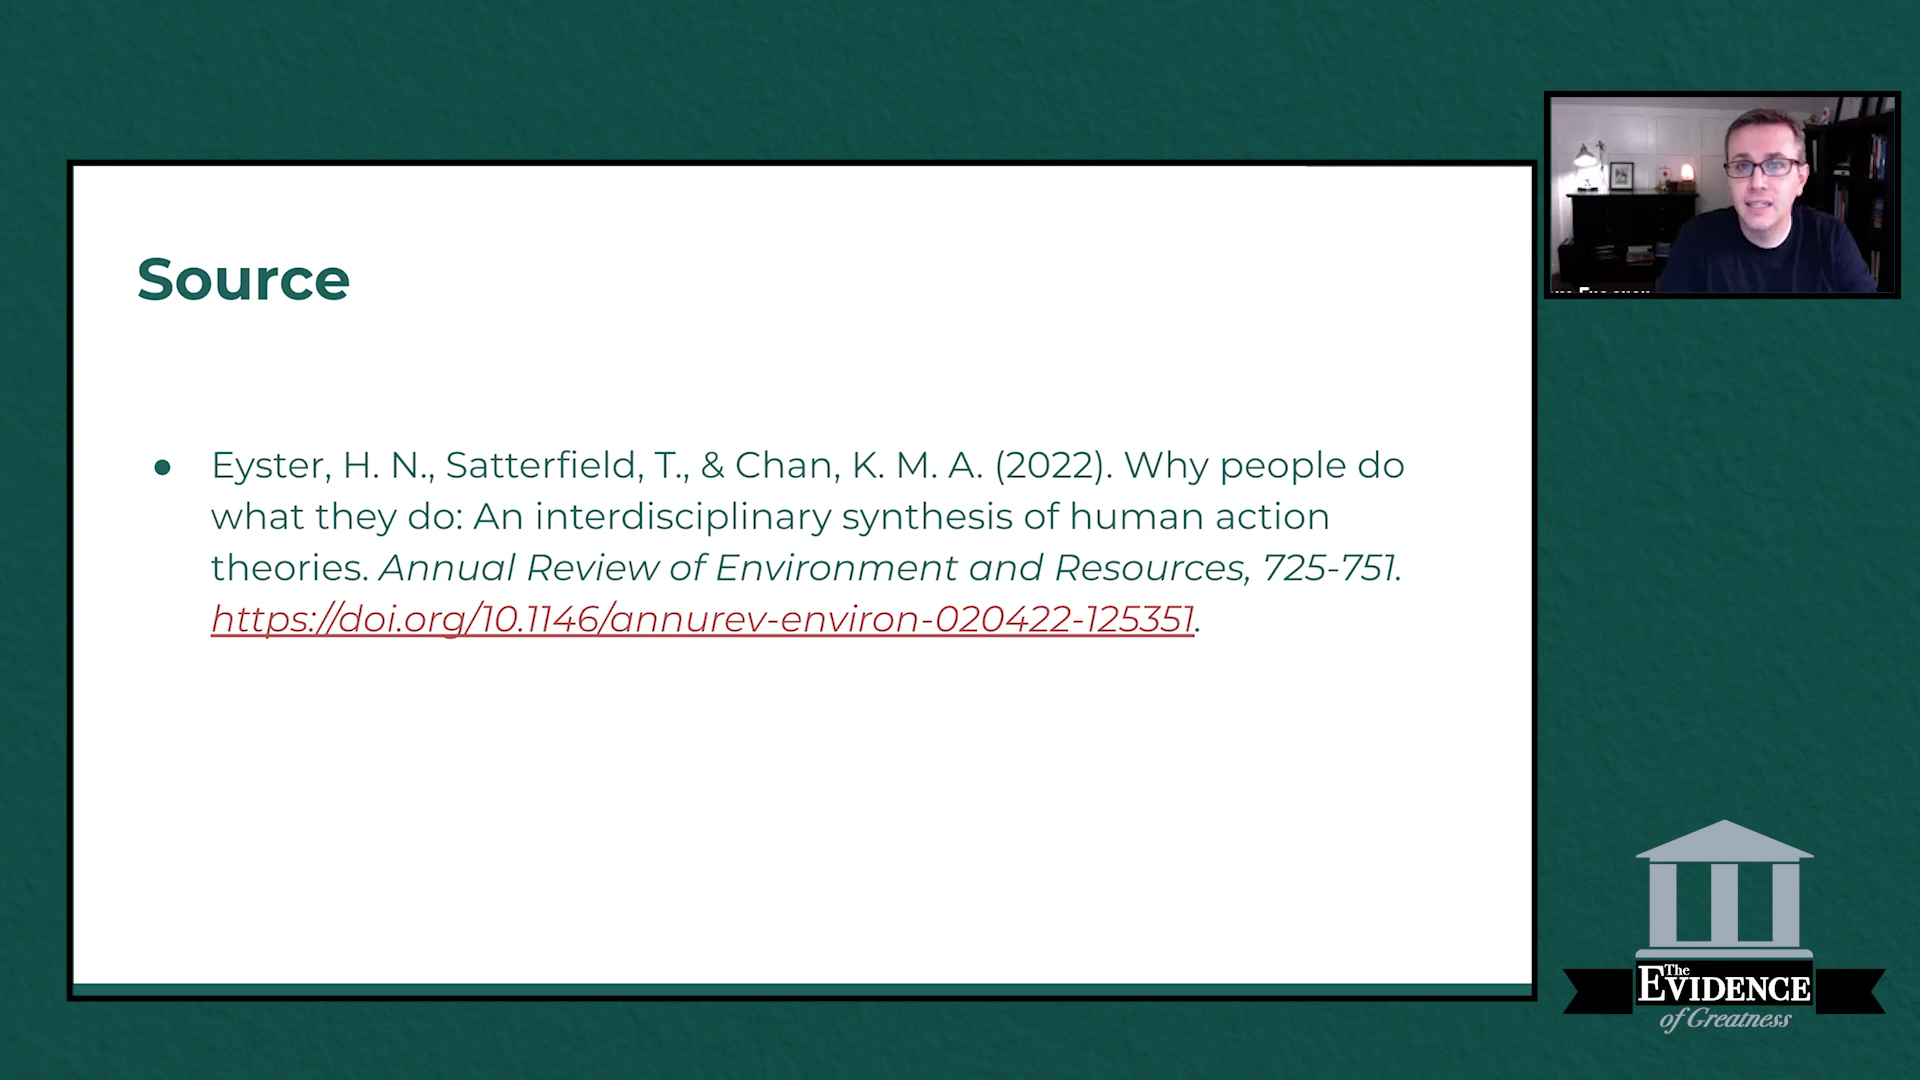 Source
● Eyster, H. N., Satterfield, T., & Chan, K. M. A. (2022). Why people do
what they do: An interdisciplinary synthesis of human action
theories. Annual Review of Environment and Resources, 725-751.
https://doi.org/10.1146/annurev-environ-020422-125351.
The
EVIDENCE
of Greatness